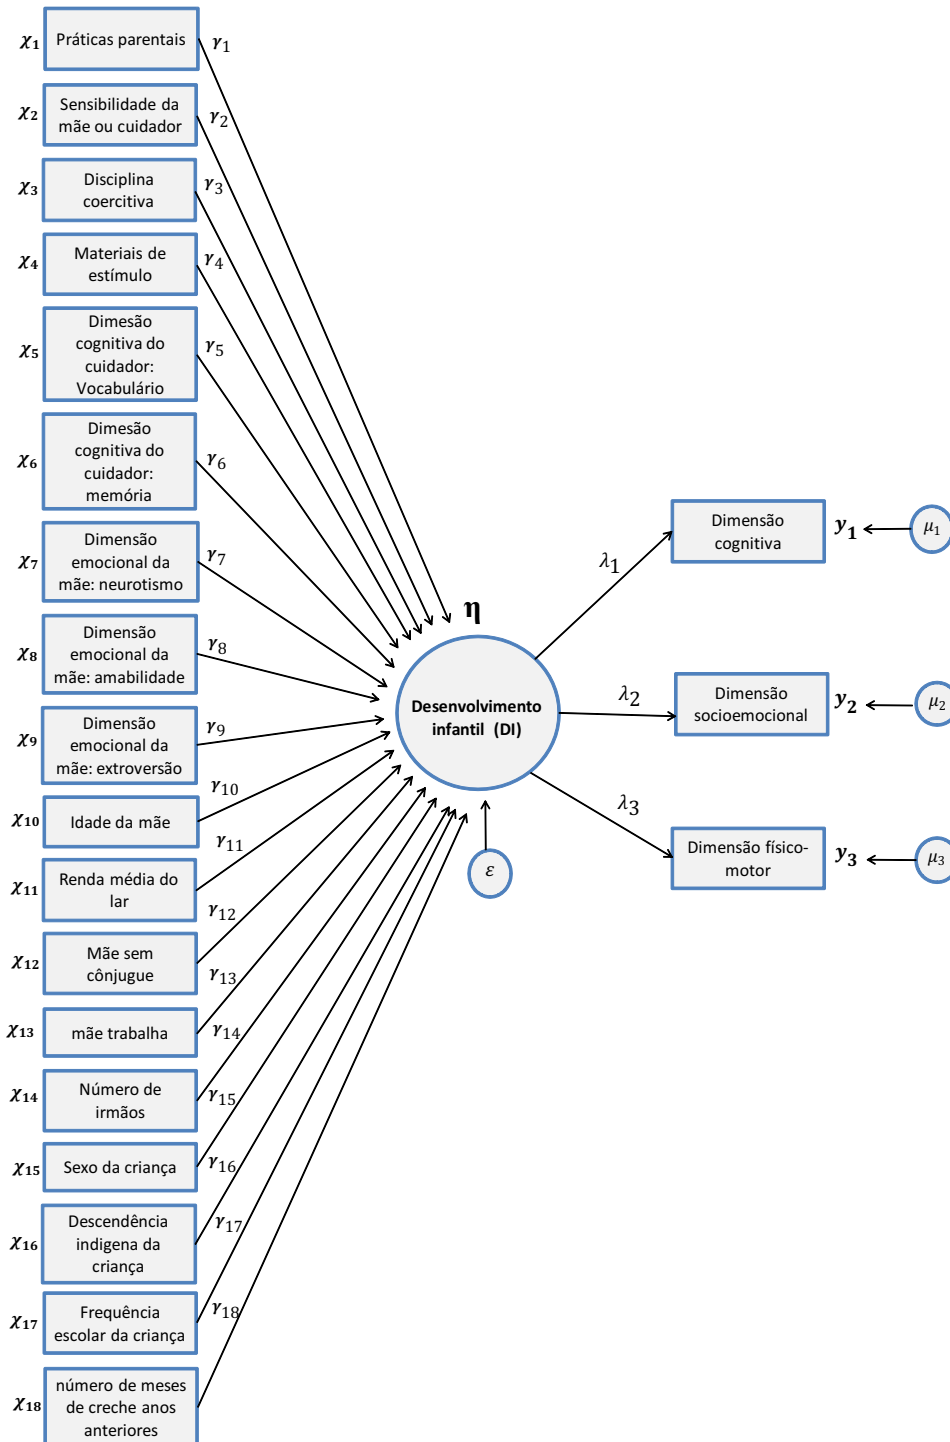 χ1 Práticas parentais γ1
χ2 Sensibilidade da
mãe ou cuidador γ2
χ3 Disciplina
coercitiva γ3
χ4 Materiais de
estímulo γ4
χ5 Dimesão
cognitiva do
cuidador:
Vocabulário γ5
χ6 Dimesão
cognitiva do
cuidador:
memória γ6
χ7 Dimensão
emocional da
mãe: neurotismo γ7
χ8 Dimensão
emocional da
mãe: amabilidade γ8
χ9 Dimensão
emocional da
mãe: extroversão γ9
χ10 Idade da mãe γ10
χ11 Renda média do
lar γ11
χ12 Mãe sem
cônjugue γ12
χ13 mãe trabalha γ13
χ14 Número de
irmãos γ14
χ15 Sexo da criança γ15
χ16 Descendência
indigena da
criança γ16
χ17 Frequência
escolar da criança γ17
χ18 número de meses
de creche anos
anteriores γ18
η
Desenvolvimento
infantil (DI)
ε
λ1
Dimensão
cognitiva
y1 μ1
λ2
Dimensão
socioemocional
y2 μ2
λ3
Dimensão físico-
motor
y3 μ3